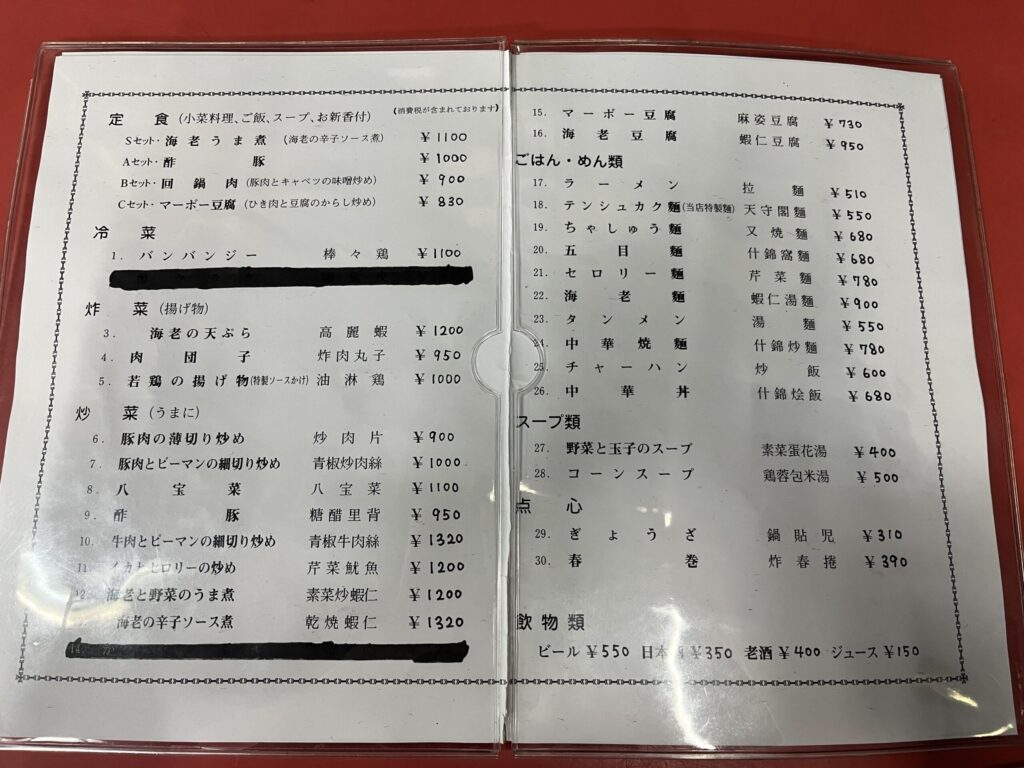 定 食 (小菜料理、ご飯、スープ、お新香付) (消費税が含まれております)
Sセット・海老うま煮 (海老の辛子ソース煮) ¥1100
Aセット・酢 豚 ¥1000
Bセット・回 鍋 肉 (豚肉とキャベツの味噌炒め) ¥900
Cセット・マーボー豆腐 (ひき肉と豆腐のからし炒め) ¥830
冷 菜
1. バンバンジー 棒々鶏 ¥1100
炸 菜 (揚げ物)
3. 海老の天ぷら 高麗蝦 ¥1200
4. 肉団子 炸肉丸子 ¥950
5. 若鶏の揚げ物(特製ソースかけ) 油淋鶏 ¥1000
炒 菜 (うまに)
6. 豚肉の薄切り炒め 炒肉片 ¥900
7. 豚肉とピーマンの細切り炒め 青椒炒肉絲 ¥1000
8. 八宝菜 八宝菜 ¥1100
9. 酢豚 糖醋里背 ¥950
10. 牛肉とピーマンの細切り炒め 青椒牛肉絲 ¥1320
11. イカとセロリーの炒め 芹菜魷魚 ¥1200
12. 海老と野菜のうま煮 素菜炒蝦仁 ¥1200
海老の辛子ソース煮 乾焼蝦仁 ¥1320
14.
15. マーボー豆腐 麻姿豆腐 ¥730
16. 海老豆腐 蝦仁豆腐 ¥950
ごはん・めん類
17. ラーメン 拉麺 ¥510
18. テンシュカク麺(当店特製麺) 天守閣麺 ¥550
19. ちゃしゅう麺 叉焼麺 ¥680
20. 五目麺 什錦窩麺 ¥680
21. セロリー麺 芹菜麺 ¥780
22. 海老麺 蝦仁湯麺 ¥900
23. タンメン 湯麺 ¥550
24. 中華焼麺 什錦炒麺 ¥780
25. チャーハン 炒飯 ¥600
26. 中華丼 什錦烩飯 ¥680
スープ類
27. 野菜と玉子のスープ 素菜蛋花湯 ¥400
28. コーンスープ 鶏蓉包米湯 ¥500
点 心
29. ぎょうざ 鍋貼児 ¥310
30. 春巻 炸春捲 ¥390
飲物類
ビール ¥550 日本酒 ¥350 老酒 ¥400 ジュース ¥150